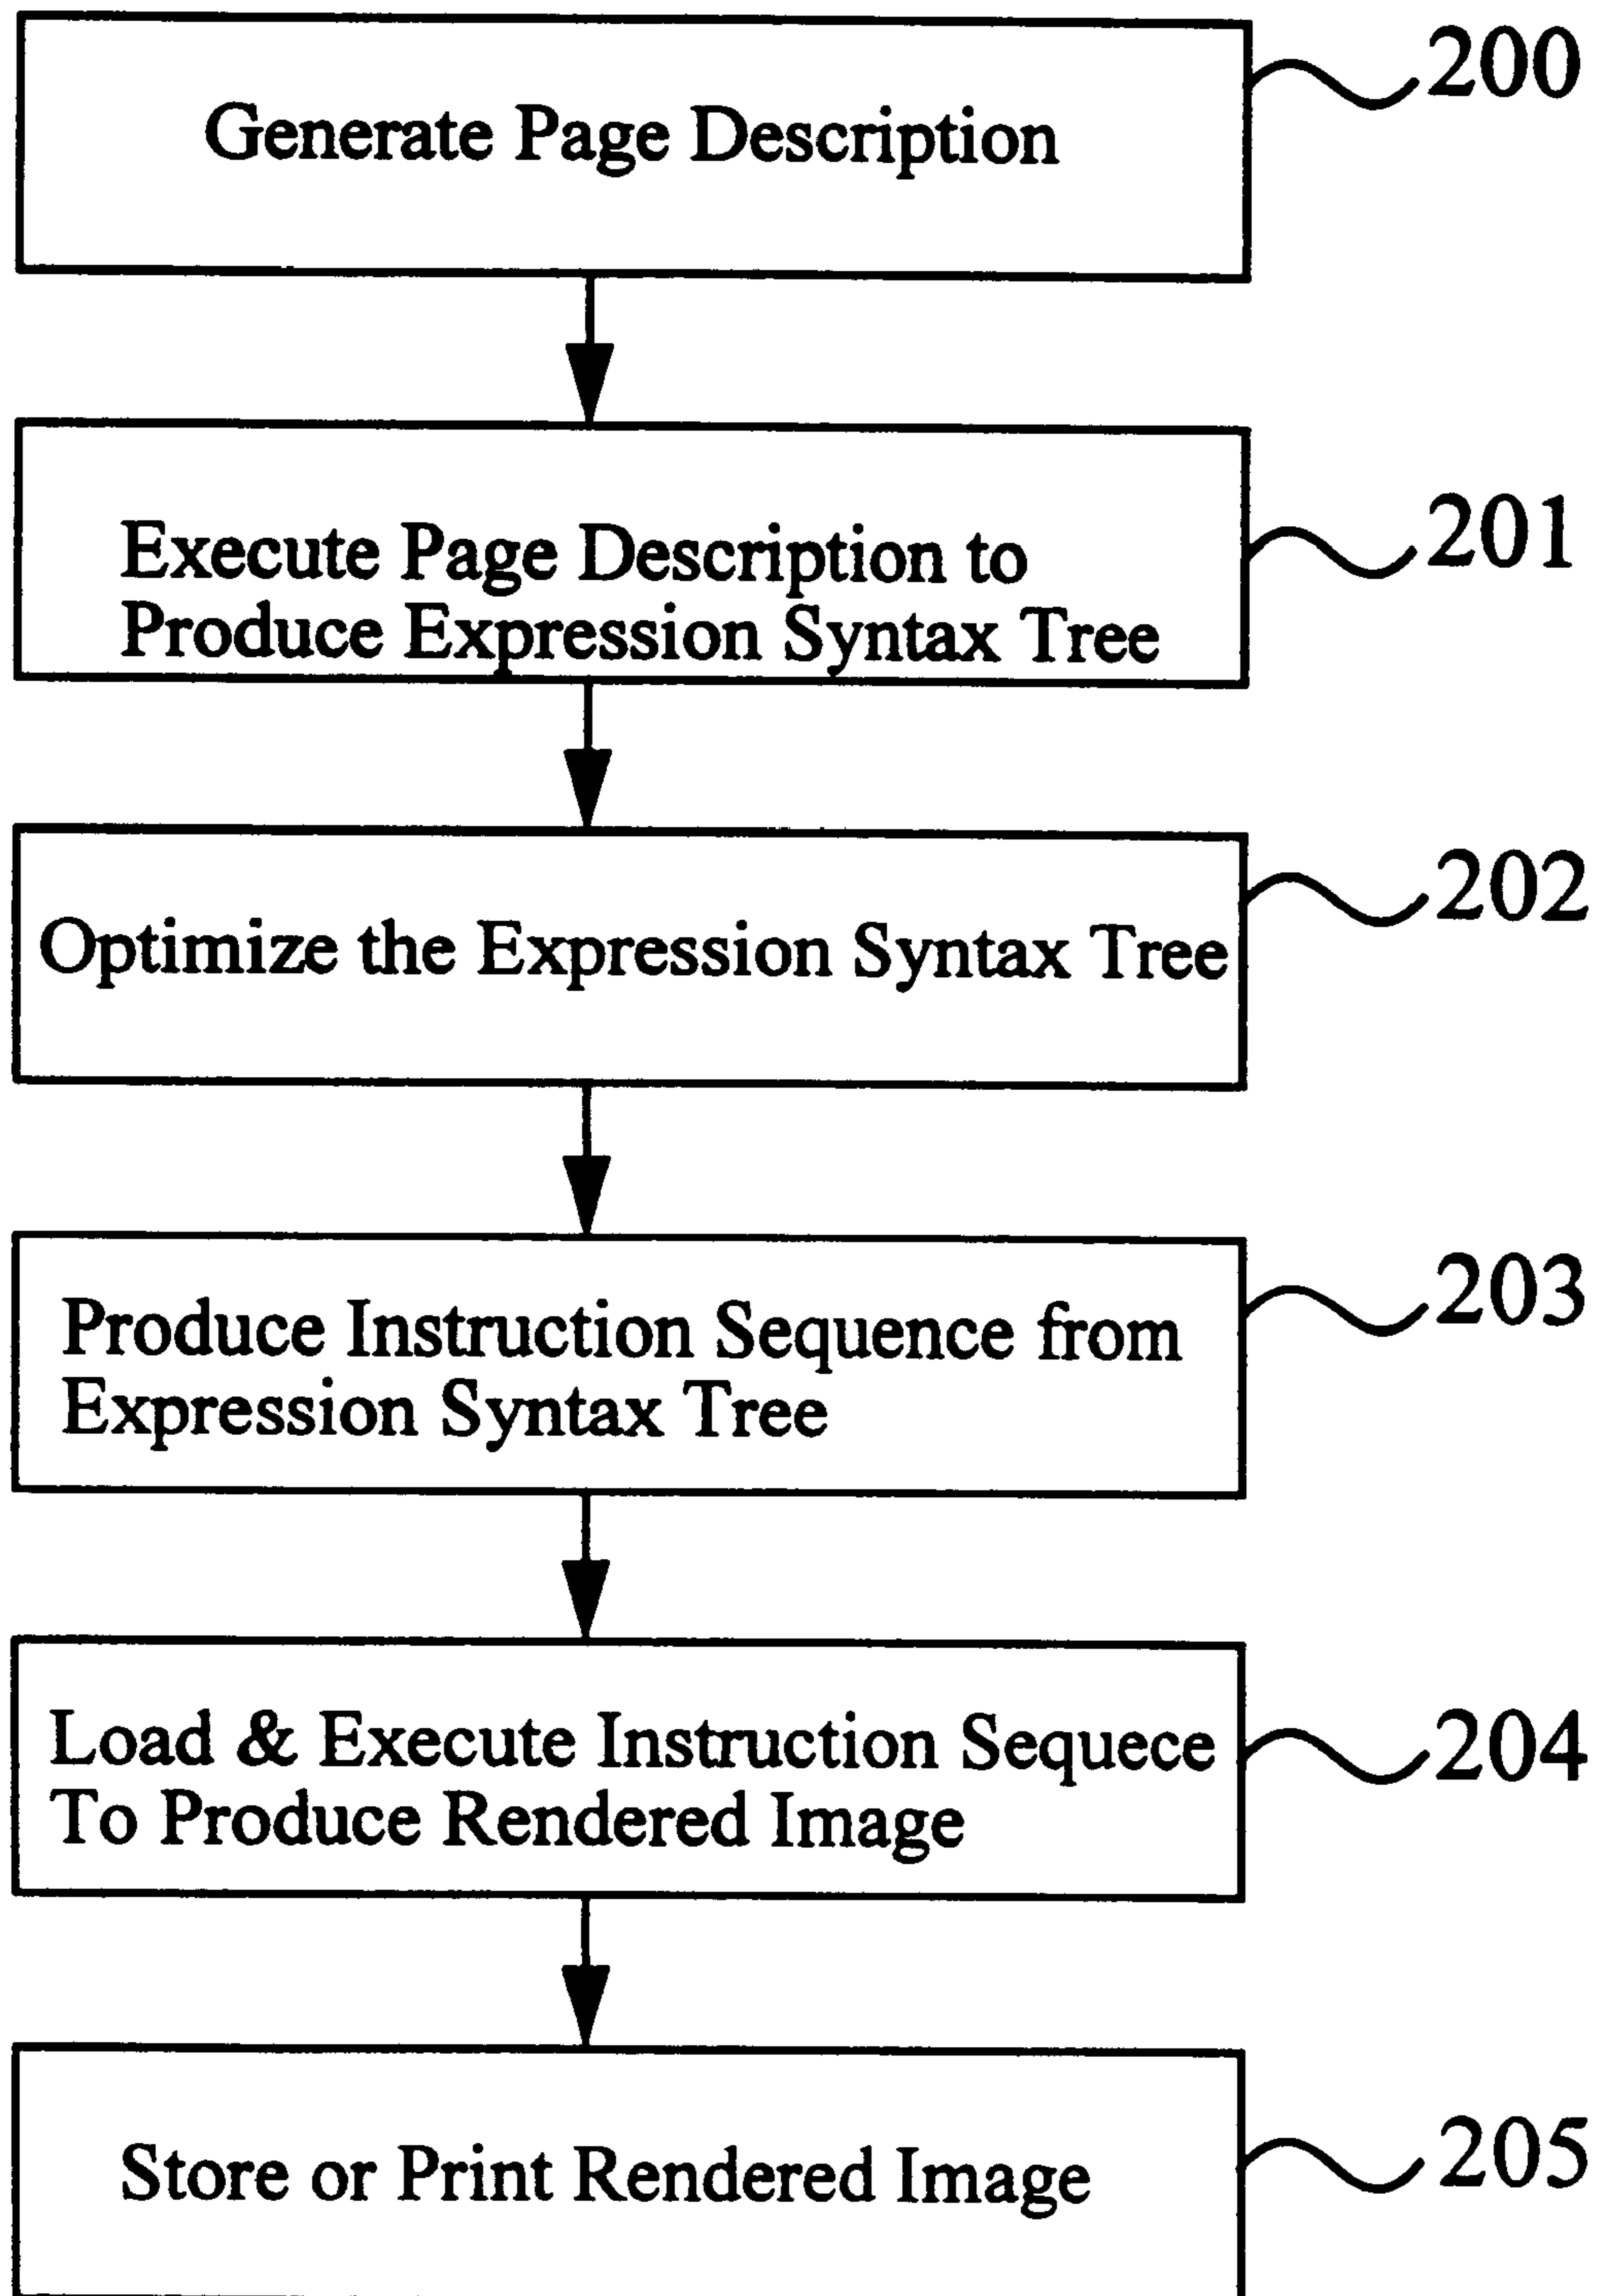 Generate Page Description
200
Execute Page Description to
Produce Expression Syntax Tree
201
Optimize the Expression Syntax Tree
202
Produce Instruction Sequence from
Expression Syntax Tree
203
Load & Execute Instruction Sequece
To Produce Rendered Image
204
Store or Print Rendered Image
205